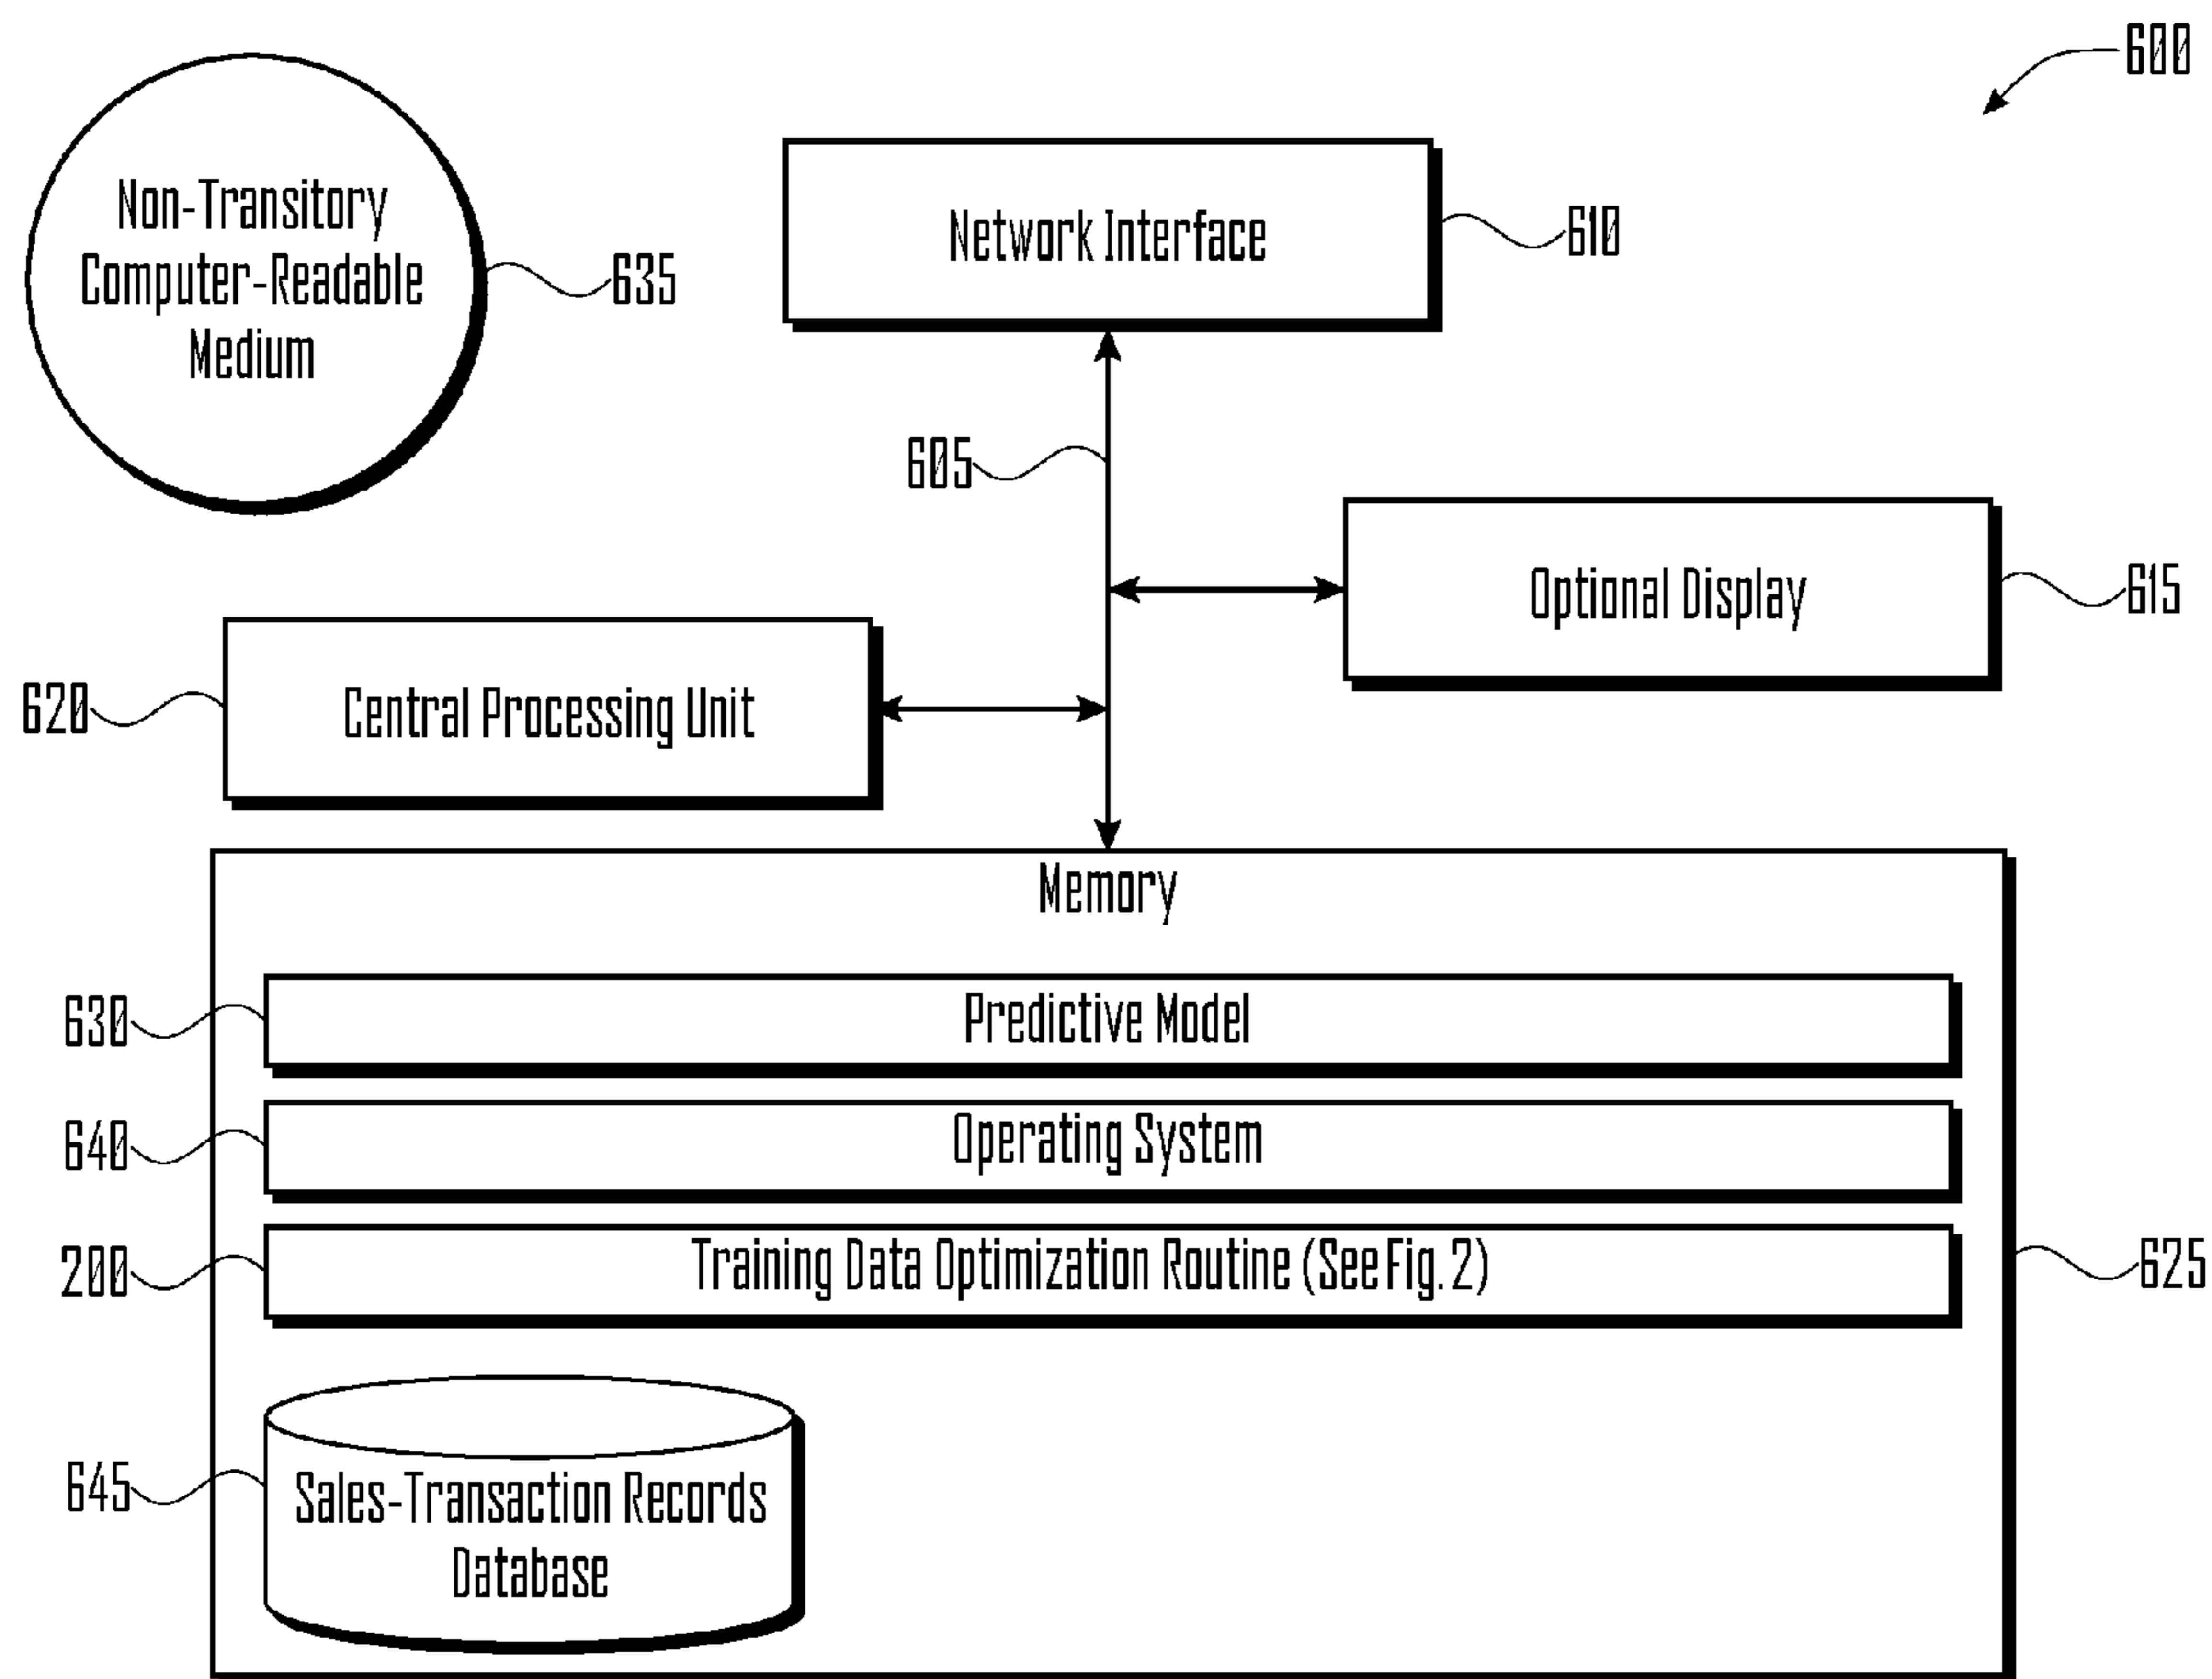 600
Non-Transitory
Computer-Readable
Medium
635
Network Interface
610
605
Optional Display
615
620
Central Processing Unit
Memory
630
Predictive Model
640
Operating System
200
Training Data Optimization Routine (See Fig. 2)
625
645
Sales-Transaction Records
Database